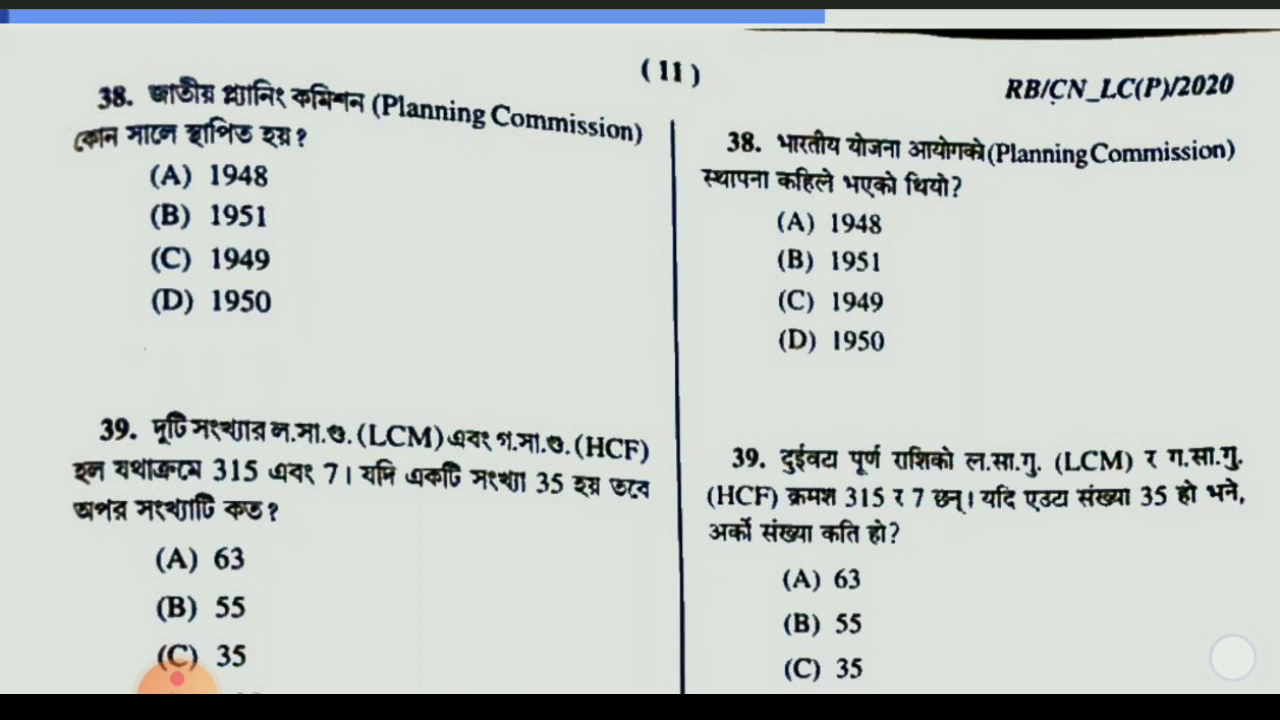 (11)
RB/CN_LC(P)/2020
38. জাতীয় প্ল্যানিং কমিশন (Planning Commission)
কোন সালে স্থাপিত হয়?
(A) 1948
(B) 1951
(C) 1949
(D) 1950
39. দুটি সংখ্যার ল.সা.গু. (LCM) এবং গ.সা.গু. (HCF)
হল যথাক্রমে 315 এবং 7। যদি একটি সংখ্যা 35 হয় তবে
অপর সংখ্যাটি কত?
(A) 63
(B) 55
(C) 35
38. भारतीय योजना आयोगको (Planning Commission)
स्थापना कहिले भएको थियो?
(A) 1948
(B) 1951
(C) 1949
(D) 1950
39. दुईवटा पूर्ण राशिको ल.सा.गु. (LCM) र ग.सा.गु.
(HCF) क्रमश 315 र 7 छन्। यदि एउटा संख्या 35 हो भने,
अर्को संख्या कति हो?
(A) 63
(B) 55
(C) 35